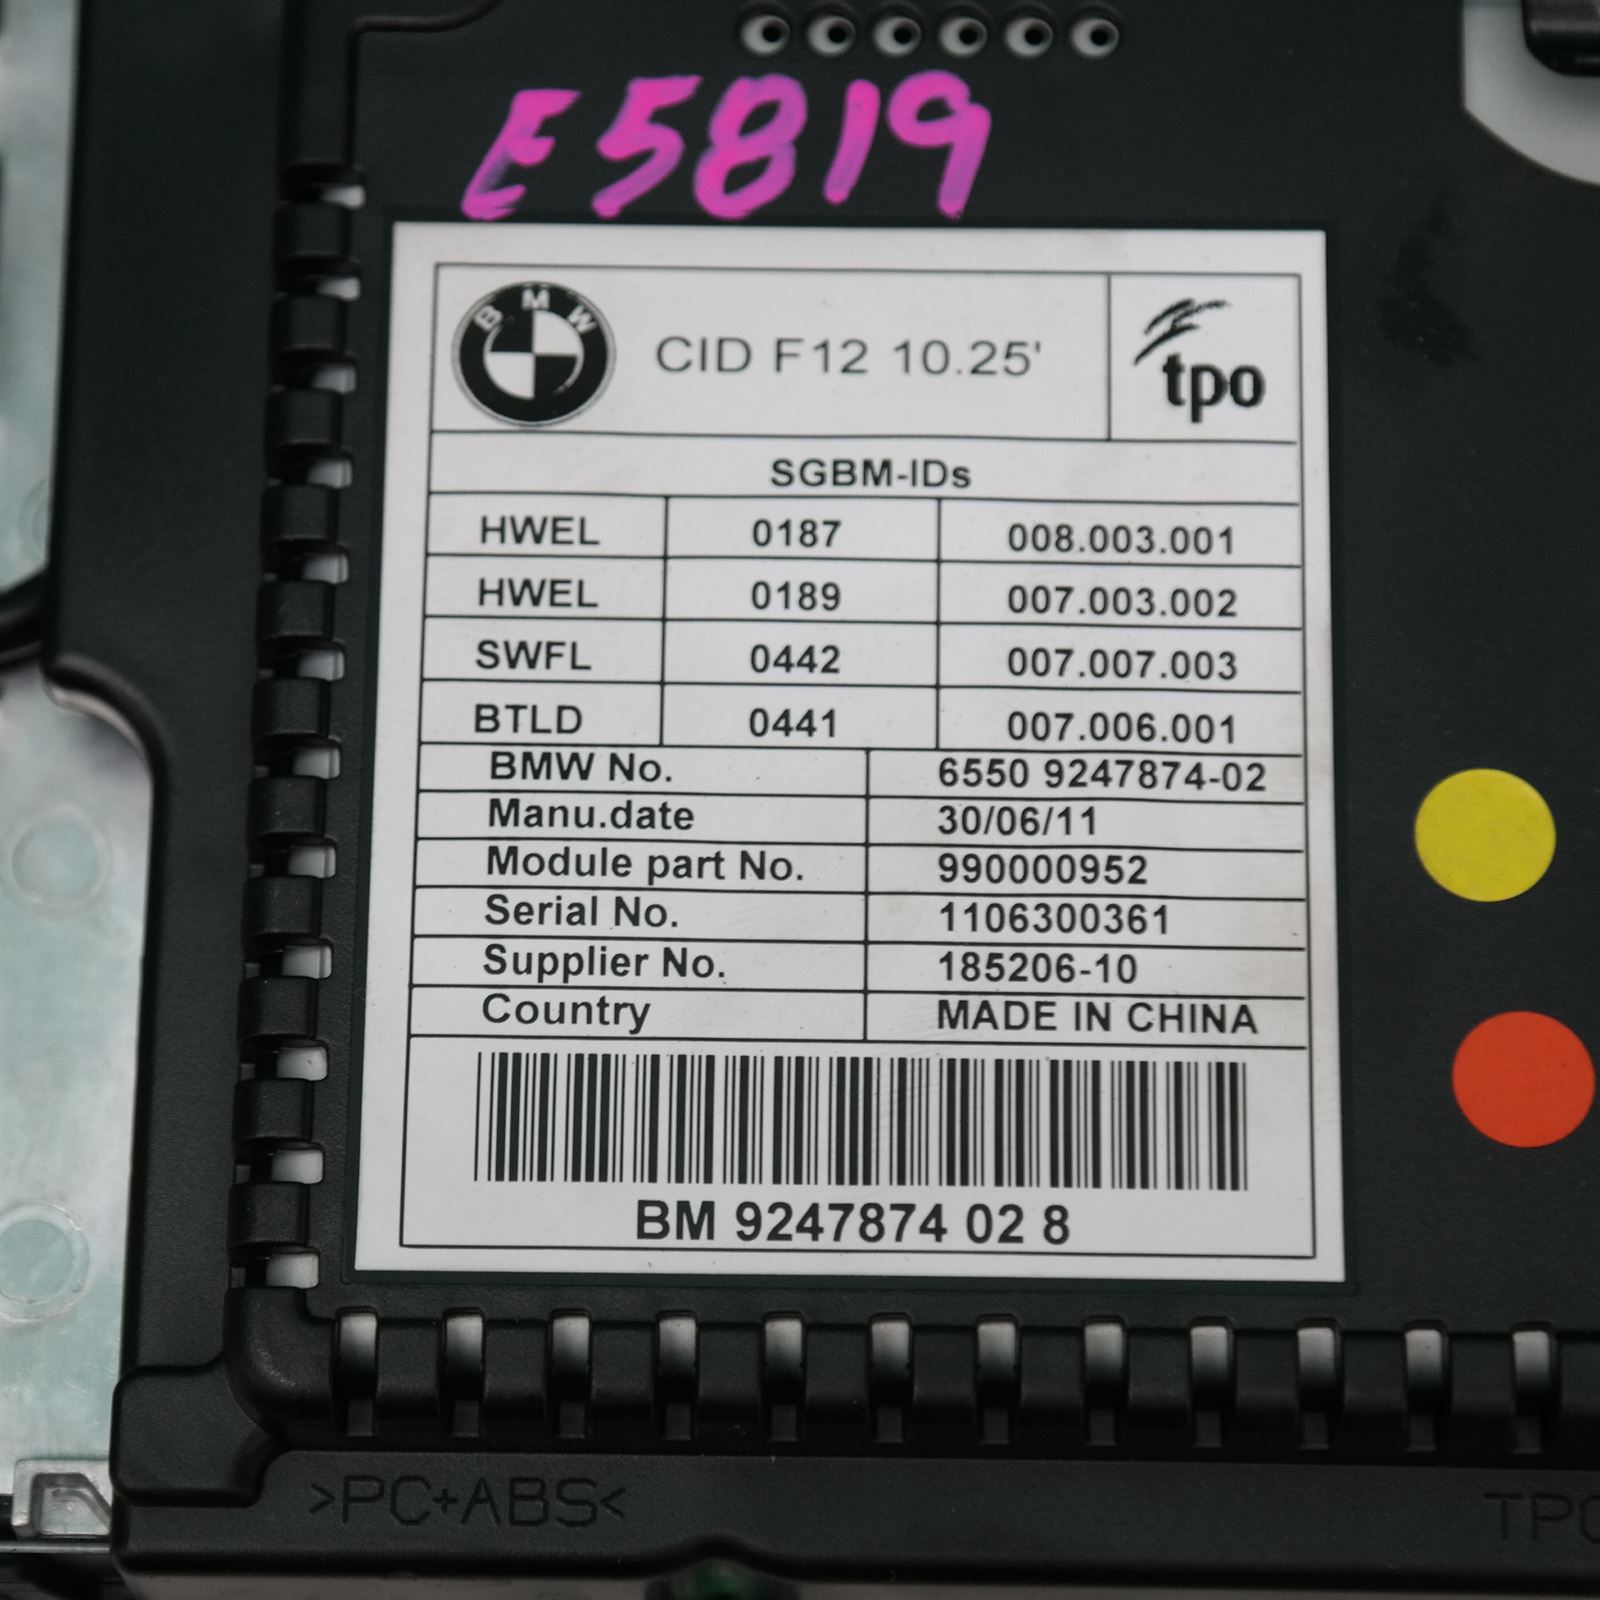 E5819
BMW
CID F12 10.25'
tpo
SGBM-IDs
HWEL 0187 008.003.001
HWEL 0189 007.003.002
SWFL 0442 007.007.003
BTLD 0441 007.006.001
BMW No. 6550 9247874-02
Manu.date 30/06/11
Module part No. 990000952
Serial No. 1106300361
Supplier No. 185206-10
Country MADE IN CHINA
BM 9247874 02 8
>PC+ABS<